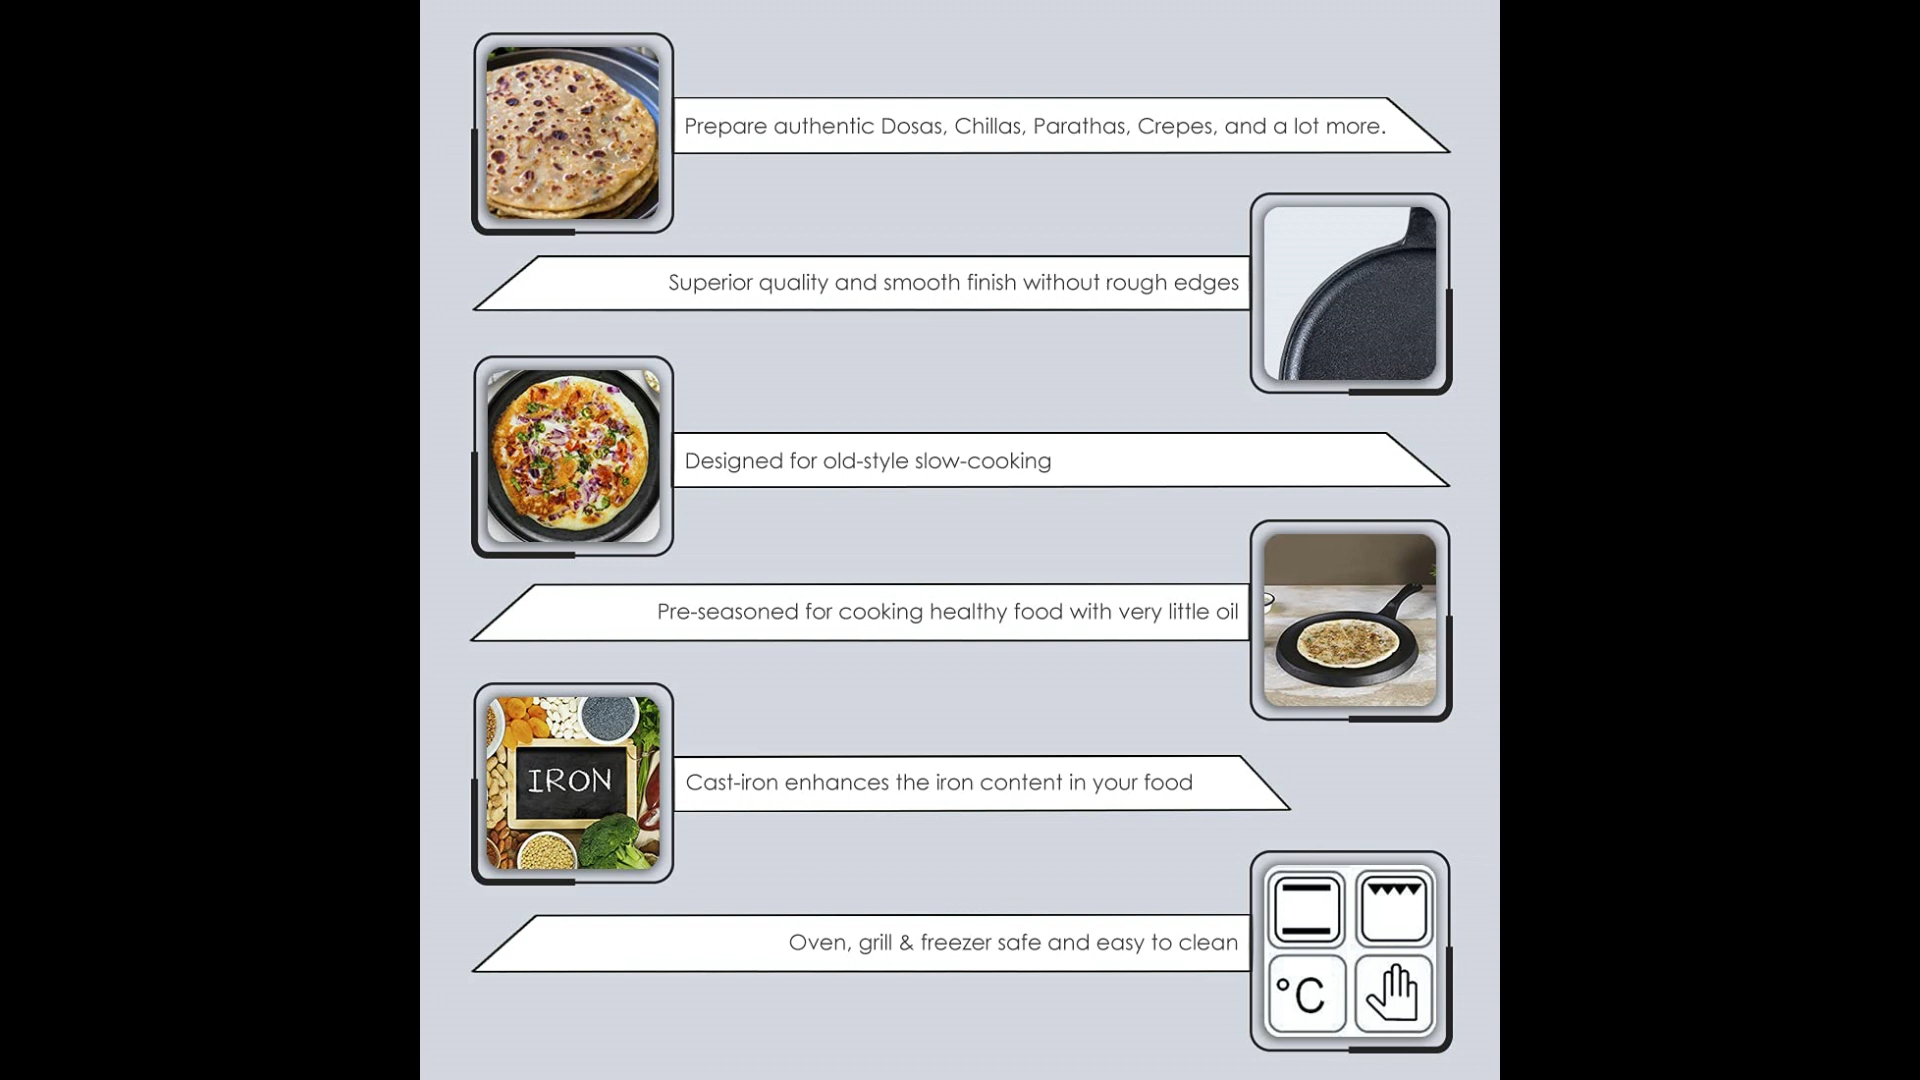 Prepare authentic Dosas, Chillas, Parathas, Crepes, and a lot more.
Superior quality and smooth finish without rough edges
Designed for old-style slow-cooking
Pre-seasoned for cooking healthy food with very little oil
IRON
Cast-iron enhances the iron content in your food
Oven, grill & freezer safe and easy to clean
°C